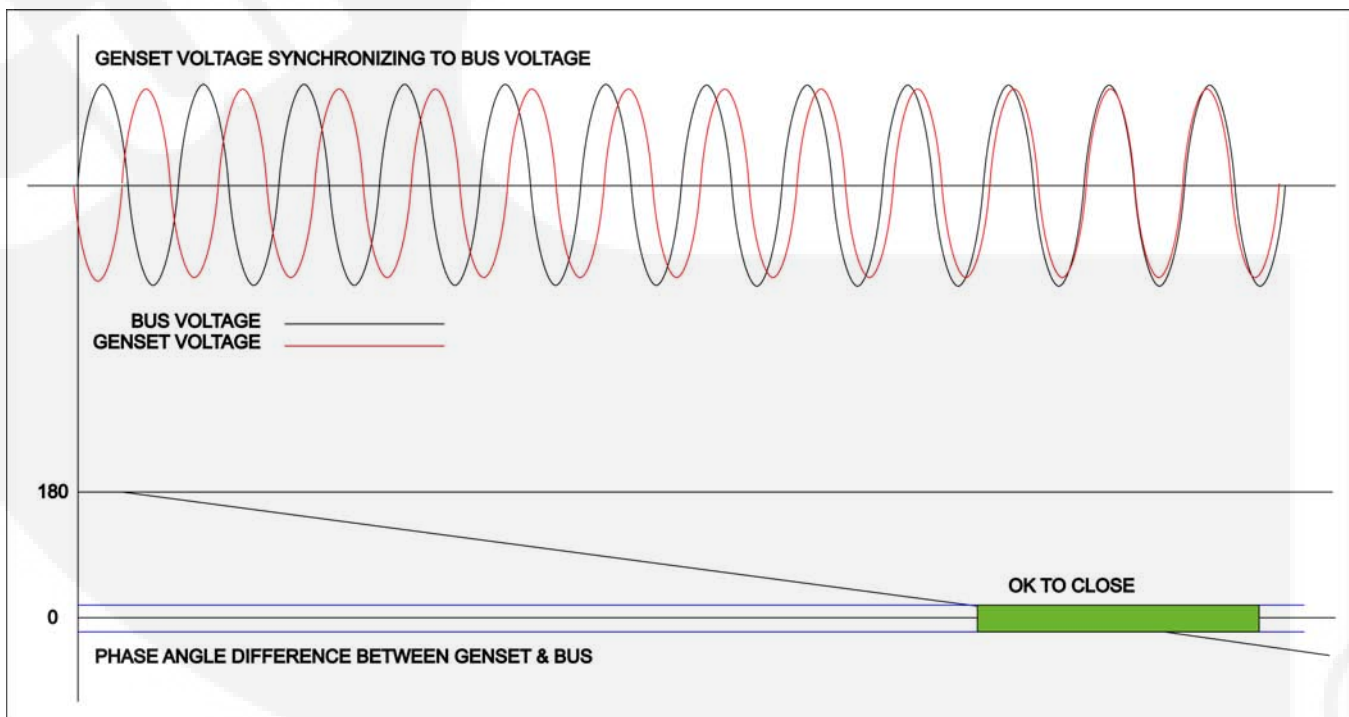 GENSET VOLTAGE SYNCHRONIZING TO BUS VOLTAGE
BUS VOLTAGE
GENSET VOLTAGE
180
OK TO CLOSE
0
PHASE ANGLE DIFFERENCE BETWEEN GENSET & BUS